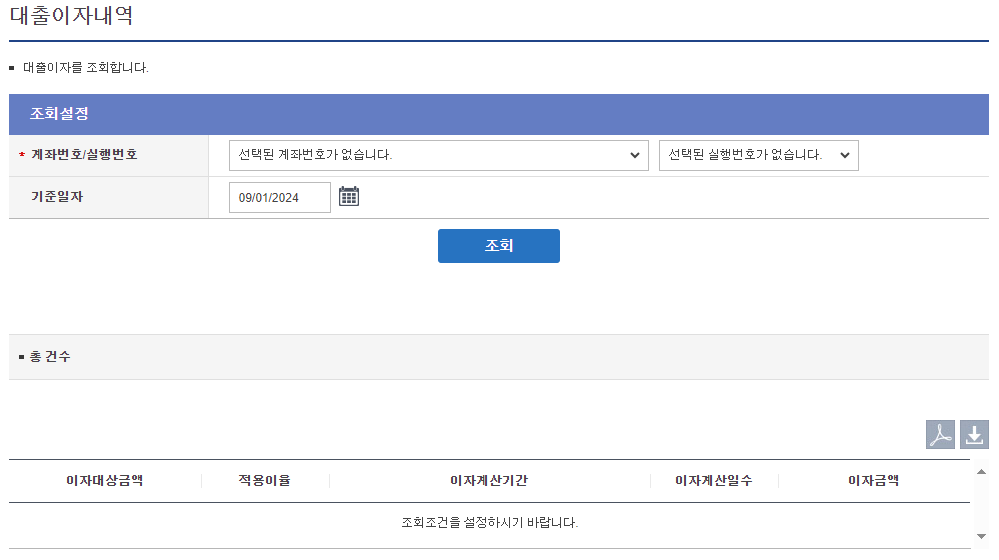 대출이자내역
대출이자를 조회합니다.
조회설정
* 계좌번호/실행번호 선택된 계좌번호가 없습니다. 선택된 실행번호가 없습니다.
기준일자 09/01/2024
조회
총 건수
이자대상금액 적용이율 이자계산기간 이자계산일수 이자금액
조회조건을 설정하시기 바랍니다.